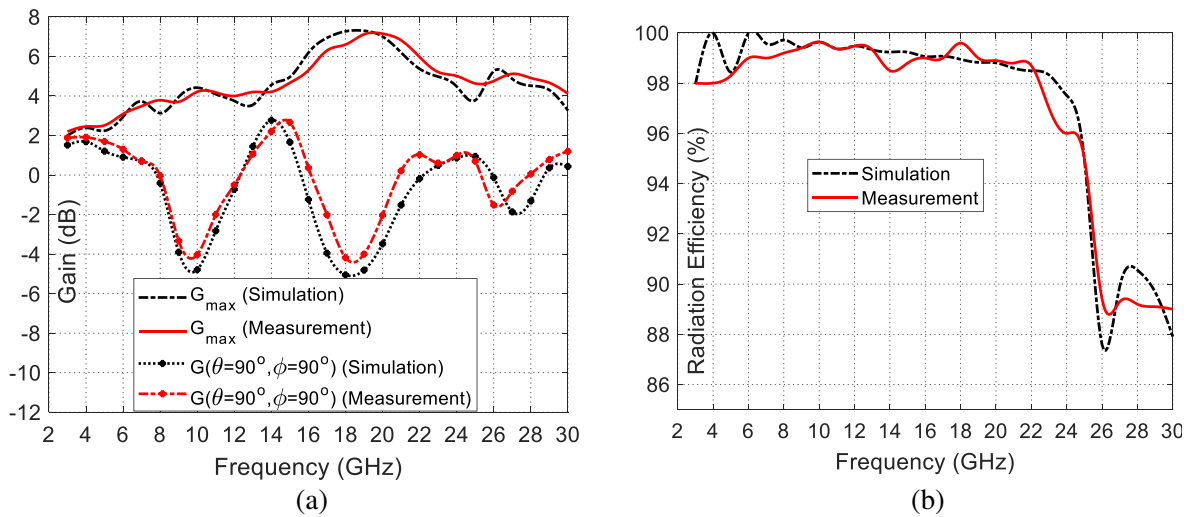 8
6
4
2
0
-2
-4
-6
-8
-10
-12
Gain (dB)
G_max (Simulation)
G_max (Measurement)
G(θ=90°,ϕ=90°) (Simulation)
G(θ=90°,ϕ=90°) (Measurement)
2 4 6 8 10 12 14 16 18 20 22 24 26 28 30
Frequency (GHz)
(a)
100
98
96
94
92
90
88
86
Radiation Efficiency (%)
Simulation
Measurement
2 4 6 8 10 12 14 16 18 20 22 24 26 28 30
Frequency (GHz)
(b)